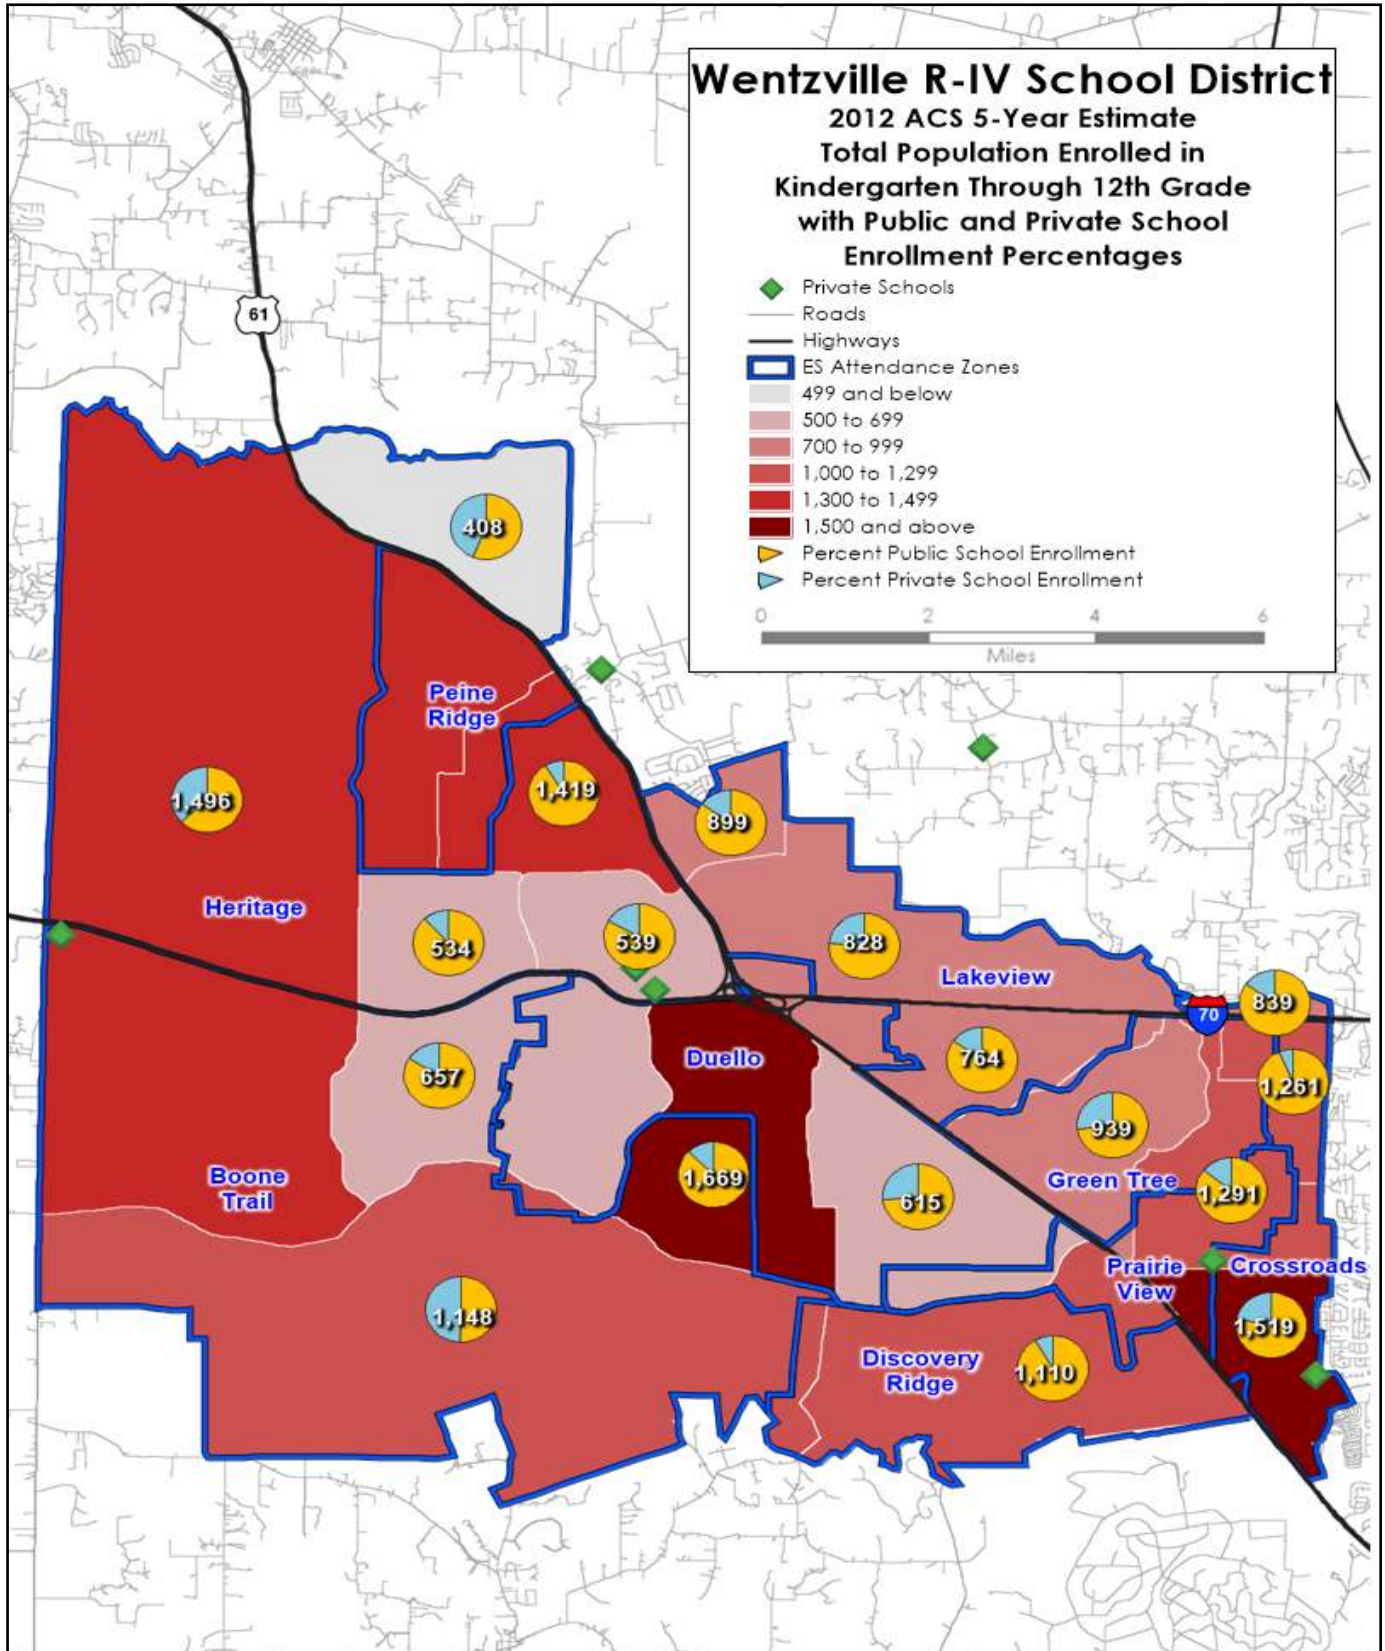 Wentzville R-IV School District
2012 ACS 5-Year Estimate
Total Population Enrolled in
Kindergarten Through 12th Grade
with Public and Private School
Enrollment Percentages
Private Schools
Roads
Highways
ES Attendance Zones
499 and below
500 to 699
700 to 999
1,000 to 1,299
1,300 to 1,499
1,500 and above
Percent Public School Enrollment
Percent Private School Enrollment
0 2 4 6
Miles
61
408
Peine
Ridge
1,496
1,419
899
Heritage
534
539
828
Lakeview
839
70
Duello
764
657
1,261
939
Boone
Trail
1,669
615
Green Tree
1,291
Prairie
View
Crossroads
1,148
1,519
Discovery
Ridge
1,110